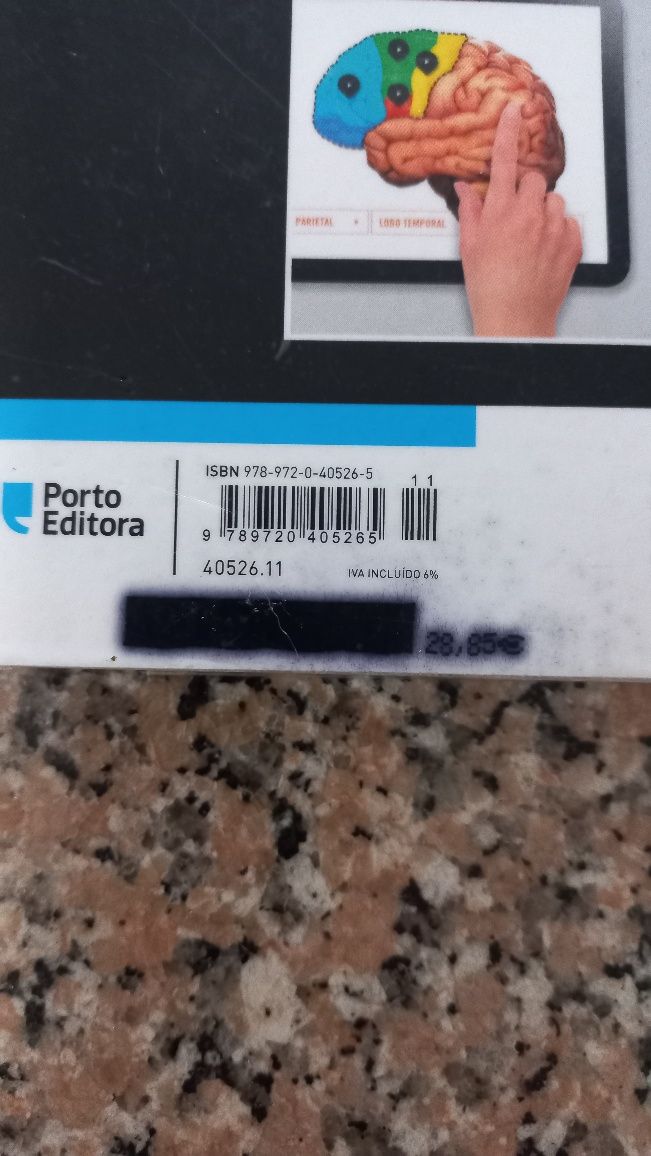 PARIETAL
LOBO TEMPORAL
Porto
Editora
ISBN 978-972-0-40526-5
11
9 789720 405265
40526.11
IVA INCLUÍDO 6%
28,85€